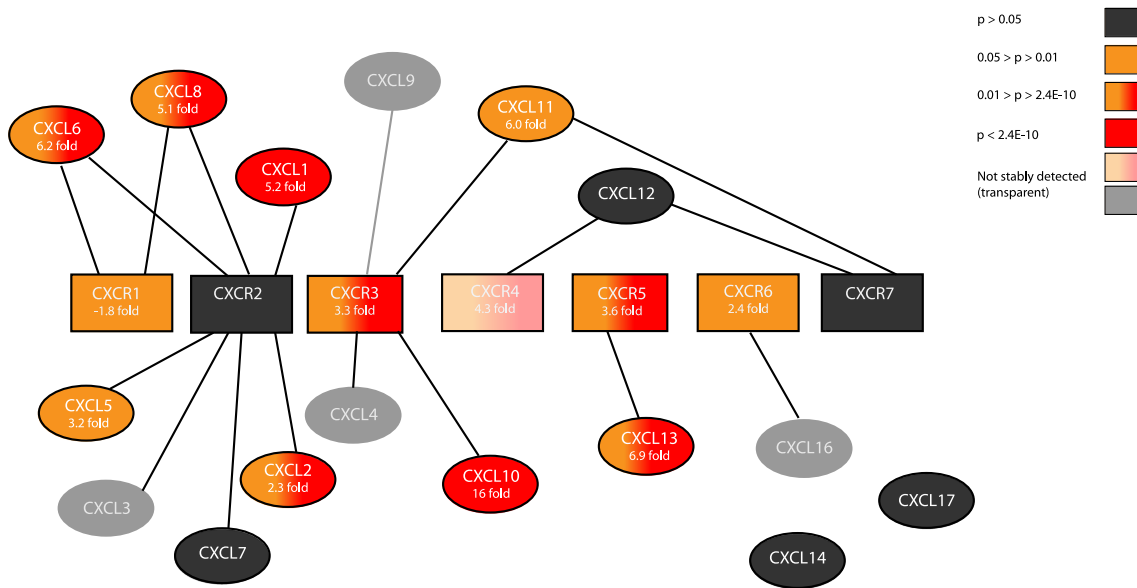 p > 0.05
0.05 > p > 0.01
0.01 > p > 2.4E-10
p < 2.4E-10
Not stably detected
(transparent)
CXCL9
CXCL8
5.1 fold
CXCL11
6.0 fold
CXCL6
6.2 fold
CXCL1
5.2 fold
CXCL12
CXCR1
-1.8 fold
CXCR2
CXCR3
3.3 fold
CXCR4
4.3 fold
CXCR5
3.6 fold
CXCR6
2.4 fold
CXCR7
CXCL5
3.2 fold
CXCL4
CXCL13
6.9 fold
CXCL16
CXCL2
2.3 fold
CXCL10
16 fold
CXCL3
CXCL17
CXCL7
CXCL14